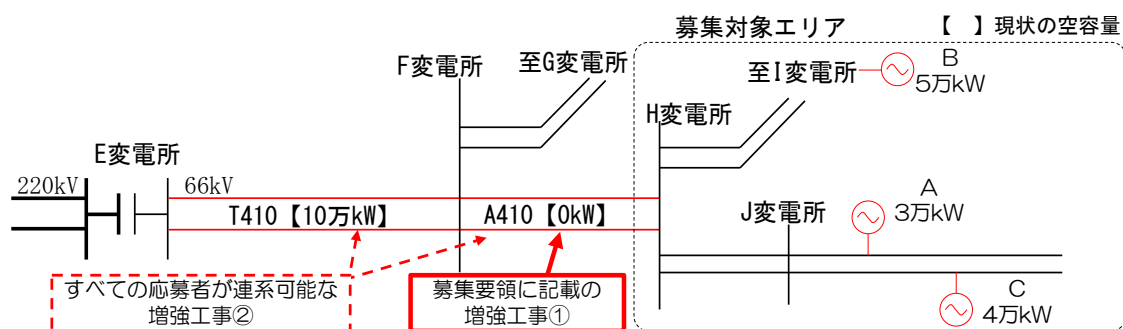 募集対象エリア
【　】現状の空容量
F変電所
至G変電所
至I変電所
B
5万kW
H変電所
E変電所
220kV
66kV
T410【10万kW】
A410【0kW】
J変電所
A
3万kW
C
4万kW
すべての応募者が連系可能な
増強工事②
募集要領に記載の
増強工事①